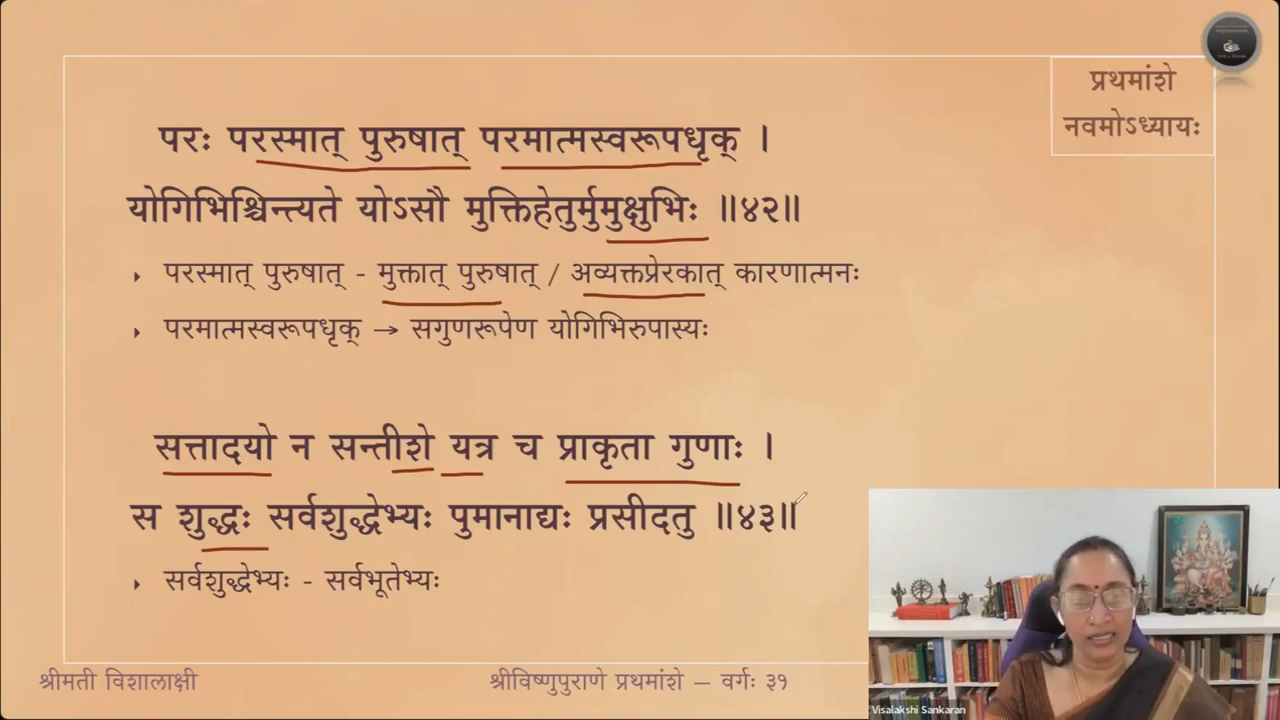 प्रथमांशे
नवमोऽध्यायः
परः परस्मात् पुरुषात् परमात्मस्वरूपधृक् ।
योगिभिश्चिन्त्यते योऽसौ मुक्तिहेतुर्मुमुक्षुभिः ॥४२॥
परस्मात् पुरुषात् - मुक्तात् पुरुषात् / अव्यक्तप्रेरकात् कारणात्मनः
परमात्मस्वरूपधृक् → सगुणरूपेण योगिभिरुपास्यः
सत्तादयो न सन्तीशे यत्र च प्राकृता गुणाः ।
स शुद्धः सर्वशुद्धेभ्यः पुमानाद्यः प्रसीदतु ॥४३॥
सर्वशुद्धेभ्यः - सर्वभूतेभ्यः
श्रीमती विशालाक्षी
श्रीविष्णुपुराणे प्रथमांशे – वर्गः ३१
Visalakshi Sankaran